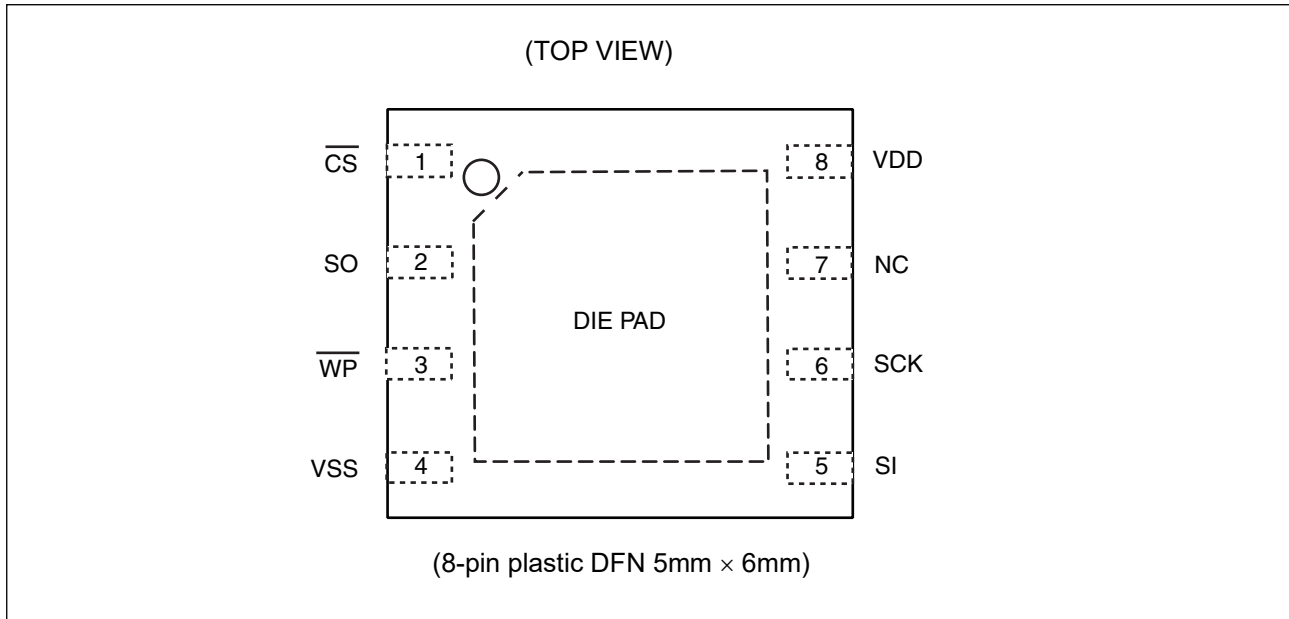 (TOP VIEW)
CS 1 8 VDD
SO 2 7 NC
DIE PAD
WP 3 6 SCK
VSS 4 5 SI
(8-pin plastic DFN 5mm × 6mm)